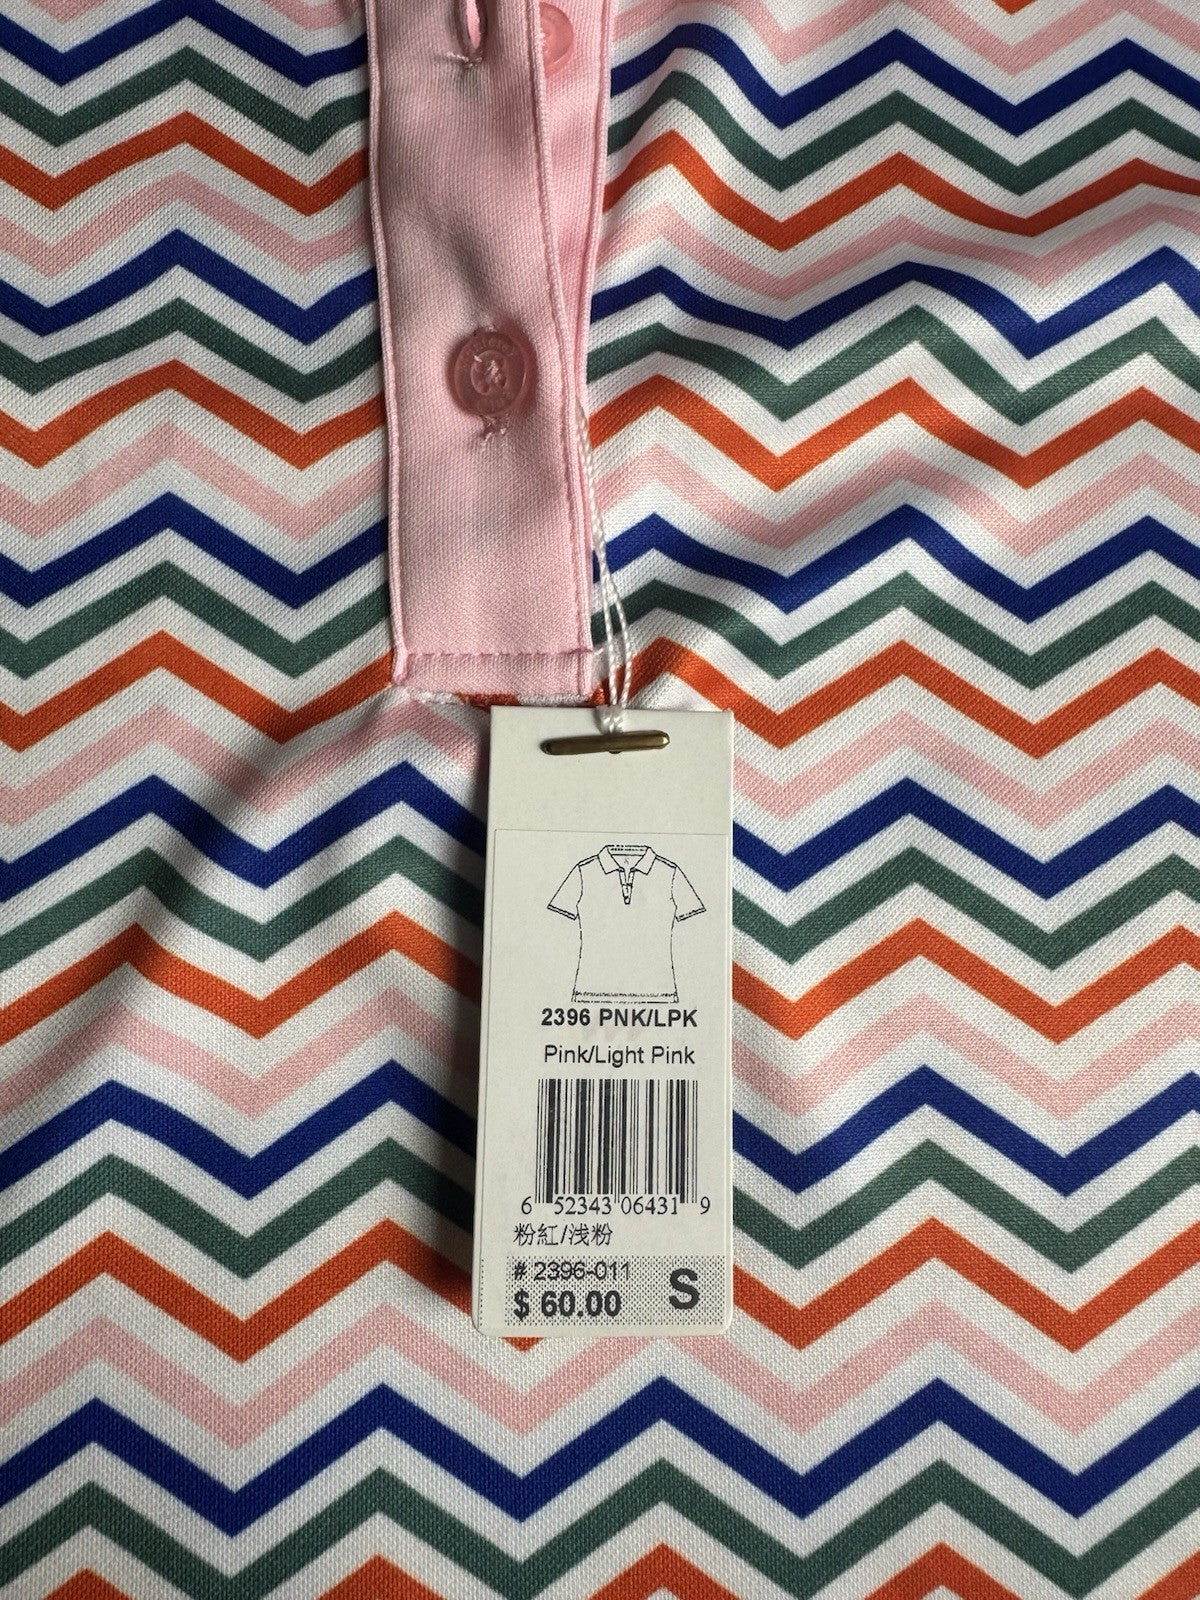 2396 PNK/LPK
Pink/Light Pink
6 52343 06431 9
粉紅/浅粉
# 2396-011
$ 60.00 S